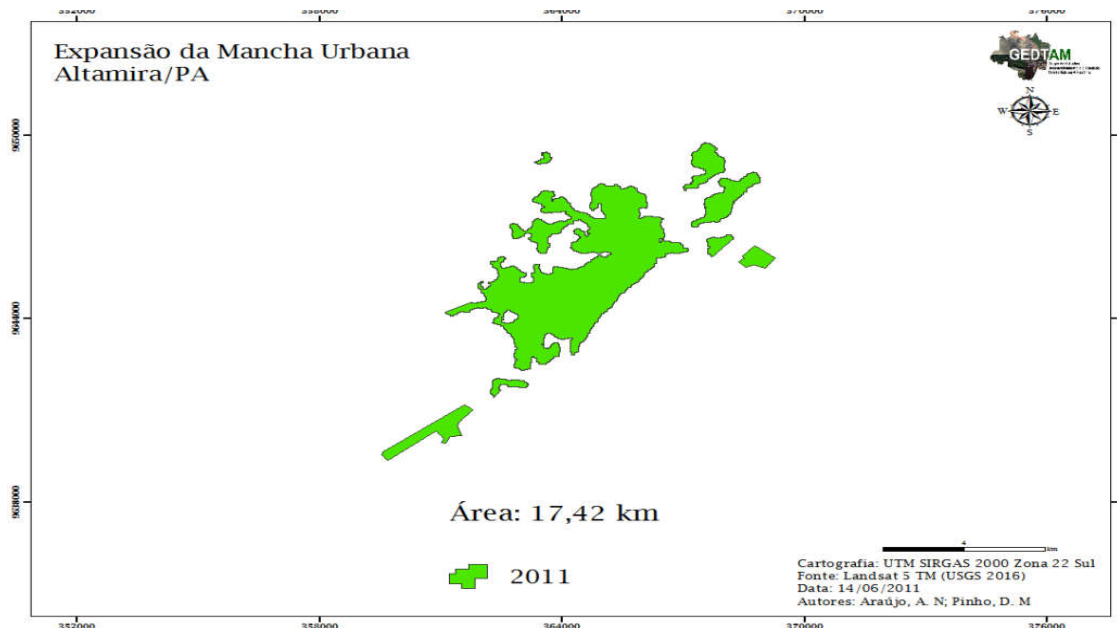 352000
358000
364000
370000
376000
Expansão da Mancha Urbana
Altamira/PA
GEDTAM
N
W
E
S
9650000
9644000
9638000
Área: 17,42 km
2011
4
km
Cartografia: UTM SIRGAS 2000 Zona 22 Sul
Fonte: Landsat 5 TM (USGS 2016)
Data: 14/06/2011
Autores: Araújo, A. N; Pinho, D. M
352000
358000
364000
370000
376000